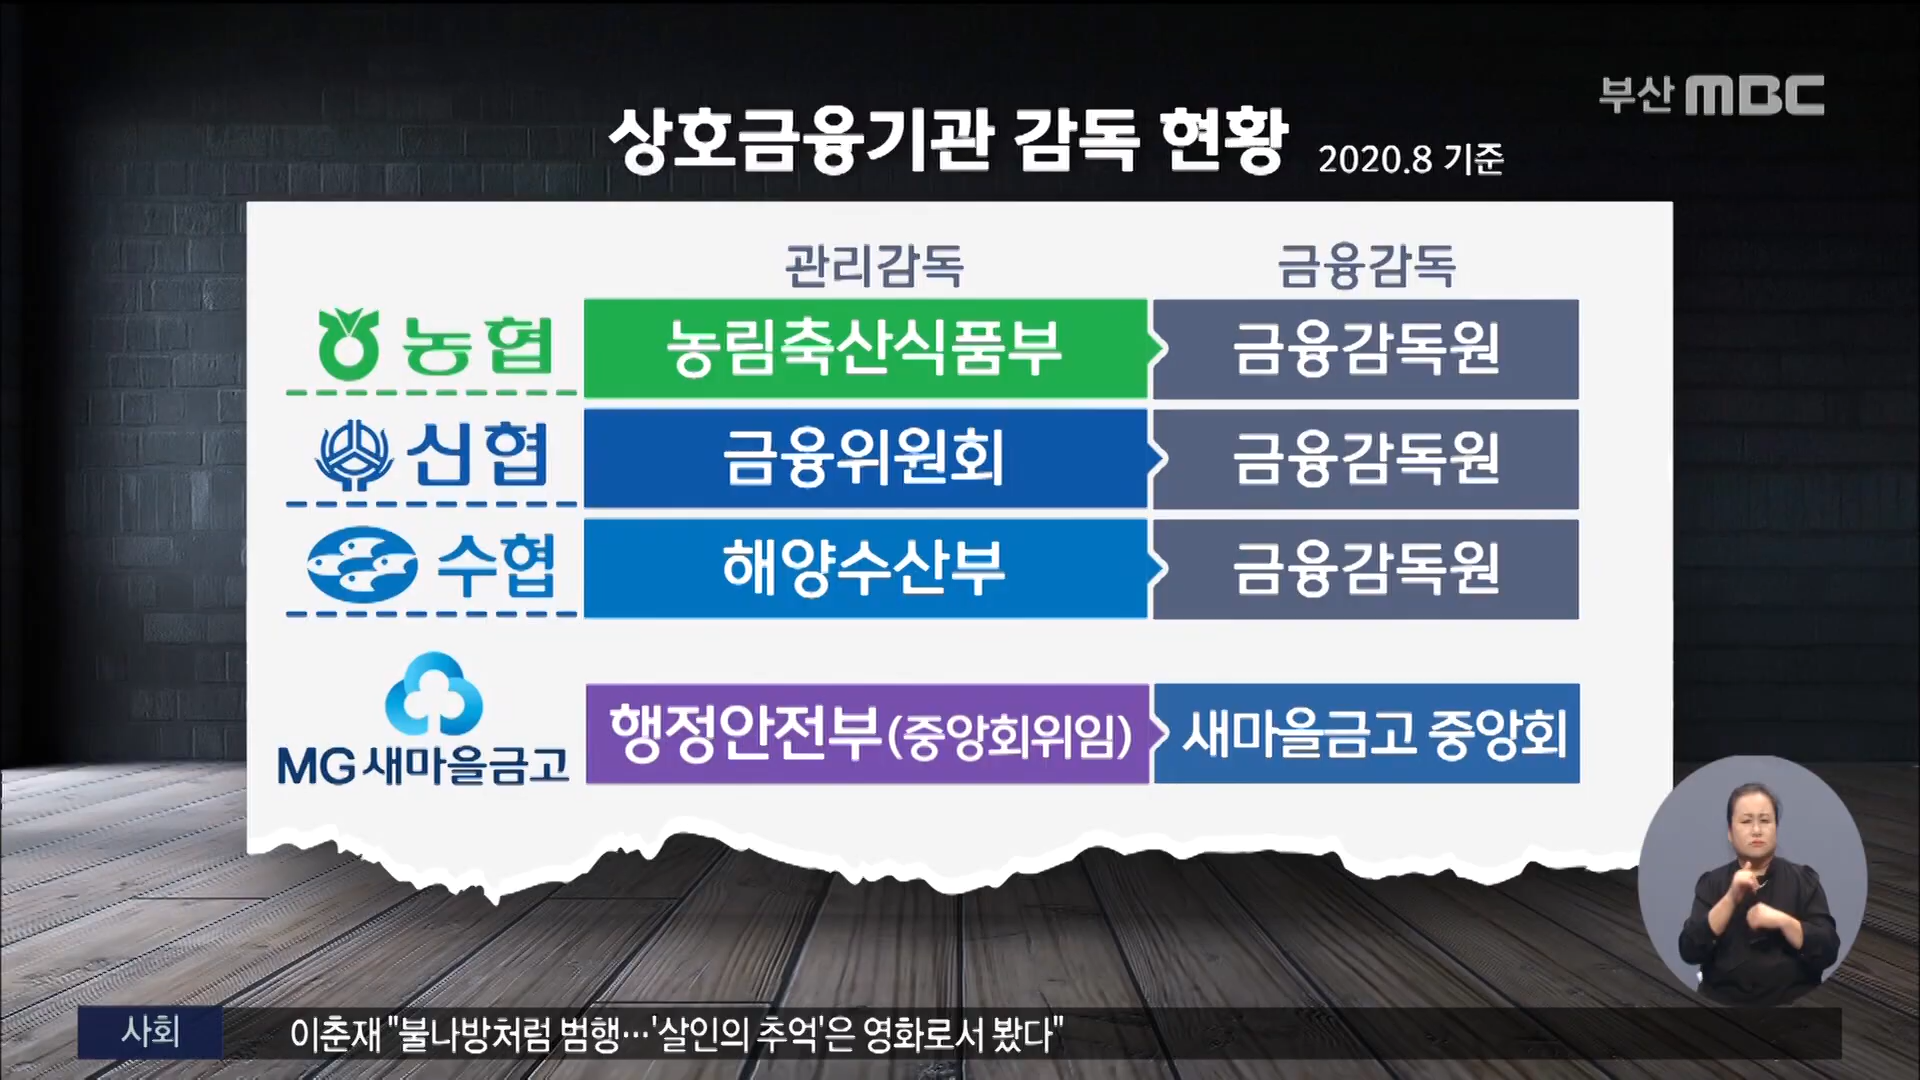 부산 MBC
상호금융기관 감독 현황 2020.8 기준
관리감독 금융감독
농협 농림축산식품부 금융감독원
신협 금융위원회 금융감독원
수협 해양수산부 금융감독원
MG새마을금고 행정안전부(중앙회위임) 새마을금고 중앙회
사회 이춘재 "불나방처럼 범행…'살인의 추억'은 영화로서 봤다"